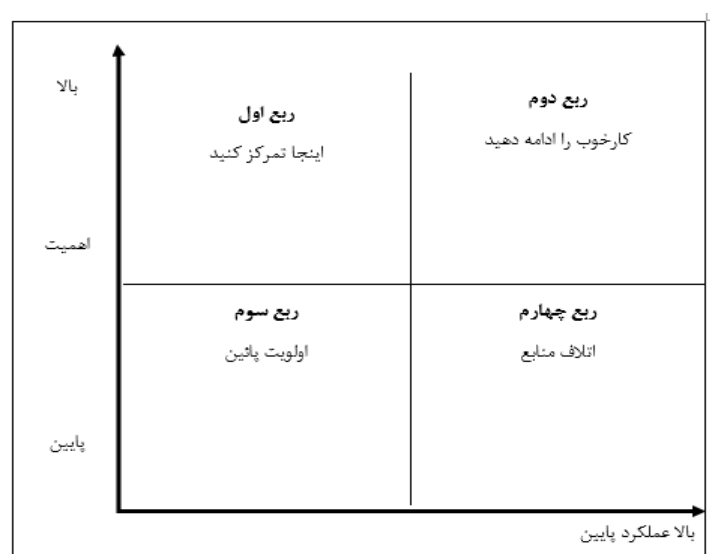 بالا
ربع دوم
کارخوب را ادامه دهید
ربع اول
اینجا تمرکز کنید
اهمیت
ربع چهارم
اتلاف منابع
ربع سوم
اولویت پائین
پایین
بالا عملکرد پایین